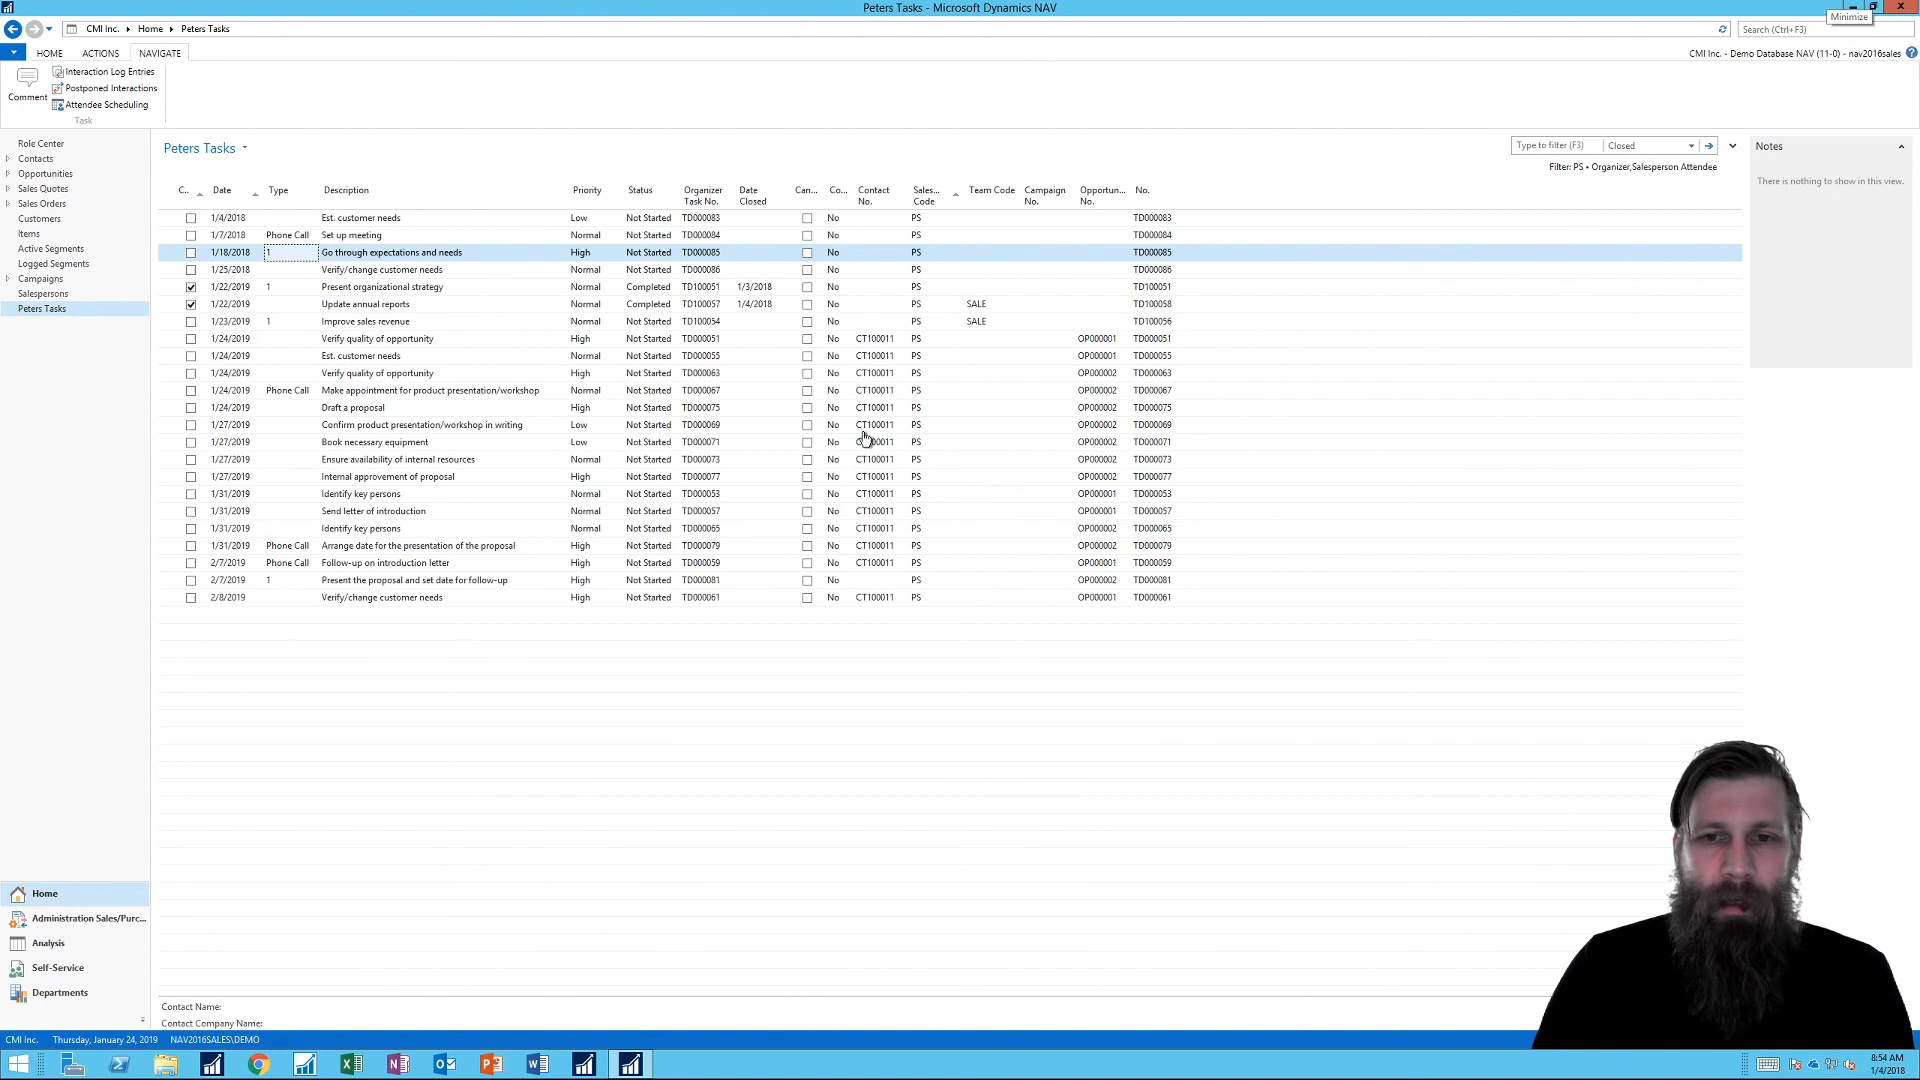 Peters Tasks - Microsoft Dynamics NAV
Minimize
CMI Inc. Home Peters Tasks
Search (Ctrl+F3)
HOME ACTIONS NAVIGATE
CMI Inc. - Demo Database NAV (11-0) - nav2016sales
Comment
Interaction Log Entries
Postponed Interactions
Attendee Scheduling
Task
Role Center
Contacts
Opportunities
Sales Quotes
Sales Orders
Customers
Items
Active Segments
Logged Segments
Campaigns
Salespersons
Peters Tasks
Peters Tasks
Type to filter (F3) Closed
Filter: PS • Organizer,Salesperson Attendee
Notes
There is nothing to show in this view.
C... Date Type Description Priority Status Organizer Task No. Date Closed Can... Co... Contact No. Sales... Code Team Code Campaign No. Opportun... No. No.
1/4/2018 Est. customer needs Low Not Started TD000083 No PS TD000083
1/7/2018 Phone Call Set up meeting Normal Not Started TD000084 No PS TD000084
1/18/2018 1 Go through expectations and needs High Not Started TD000085 No PS TD000085
1/25/2018 Verify/change customer needs Normal Not Started TD000086 No PS TD000086
1/22/2019 1 Present organizational strategy Normal Completed TD100051 1/3/2018 No PS TD100051
1/22/2019 Update annual reports Normal Completed TD100057 1/4/2018 No PS SALE TD100058
1/23/2019 1 Improve sales revenue Normal Not Started TD100054 No PS SALE TD100056
1/24/2019 Verify quality of opportunity High Not Started TD000051 No CT100011 PS OP000001 TD000051
1/24/2019 Est. customer needs Normal Not Started TD000055 No CT100011 PS OP000001 TD000055
1/24/2019 Verify quality of opportunity High Not Started TD000063 No CT100011 PS OP000002 TD000063
1/24/2019 Phone Call Make appointment for product presentation/workshop Normal Not Started TD000067 No CT100011 PS OP000002 TD000067
1/24/2019 Draft a proposal High Not Started TD000075 No CT100011 PS OP000002 TD000075
1/27/2019 Confirm product presentation/workshop in writing Low Not Started TD000069 No CT100011 PS OP000002 TD000069
1/27/2019 Book necessary equipment Low Not Started TD000071 No PS OP000002 TD000071
1/27/2019 Ensure availability of internal resources Normal Not Started TD000073 No CT100011 PS OP000002 TD000073
1/27/2019 Internal approvement of proposal High Not Started TD000077 No CT100011 PS OP000002 TD000077
1/31/2019 Identify key persons Normal Not Started TD000053 No CT100011 PS OP000001 TD000053
1/31/2019 Send letter of introduction Normal Not Started TD000057 No CT100011 PS OP000001 TD000057
1/31/2019 Identify key persons Normal Not Started TD000065 No CT100011 PS OP000002 TD000065
1/31/2019 Phone Call Arrange date for the presentation of the proposal High Not Started TD000079 No CT100011 PS OP000002 TD000079
2/7/2019 Phone Call Follow-up on introduction letter High Not Started TD000059 No CT100011 PS OP000001 TD000059
2/7/2019 1 Present the proposal and set date for follow-up High Not Started TD000081 No PS OP000002 TD000081
2/8/2019 Verify/change customer needs High Not Started TD000061 No CT100011 PS OP000001 TD000061
Home
Administration Sales/Purc...
Analysis
Self-Service
Departments
Contact Name:
Contact Company Name:
CMI Inc. Thursday, January 24, 2019 NAV2016SALES\DEMO
8:54 AM
1/4/2018